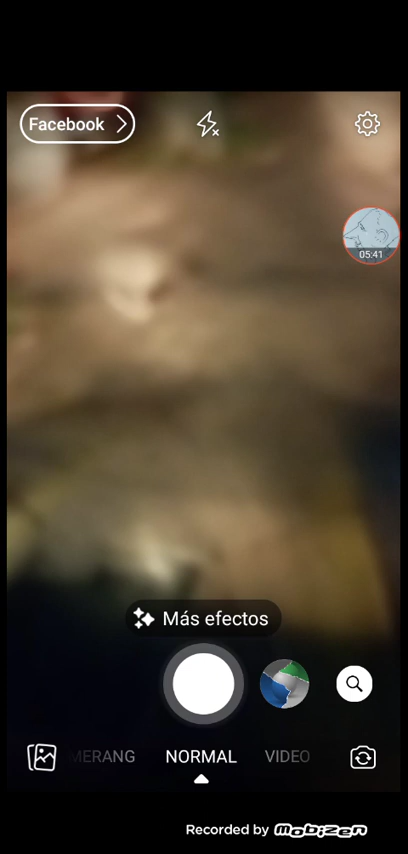 Facebook
05:41
Más efectos
MERANG NORMAL VIDEO
Recorded by Mobizen